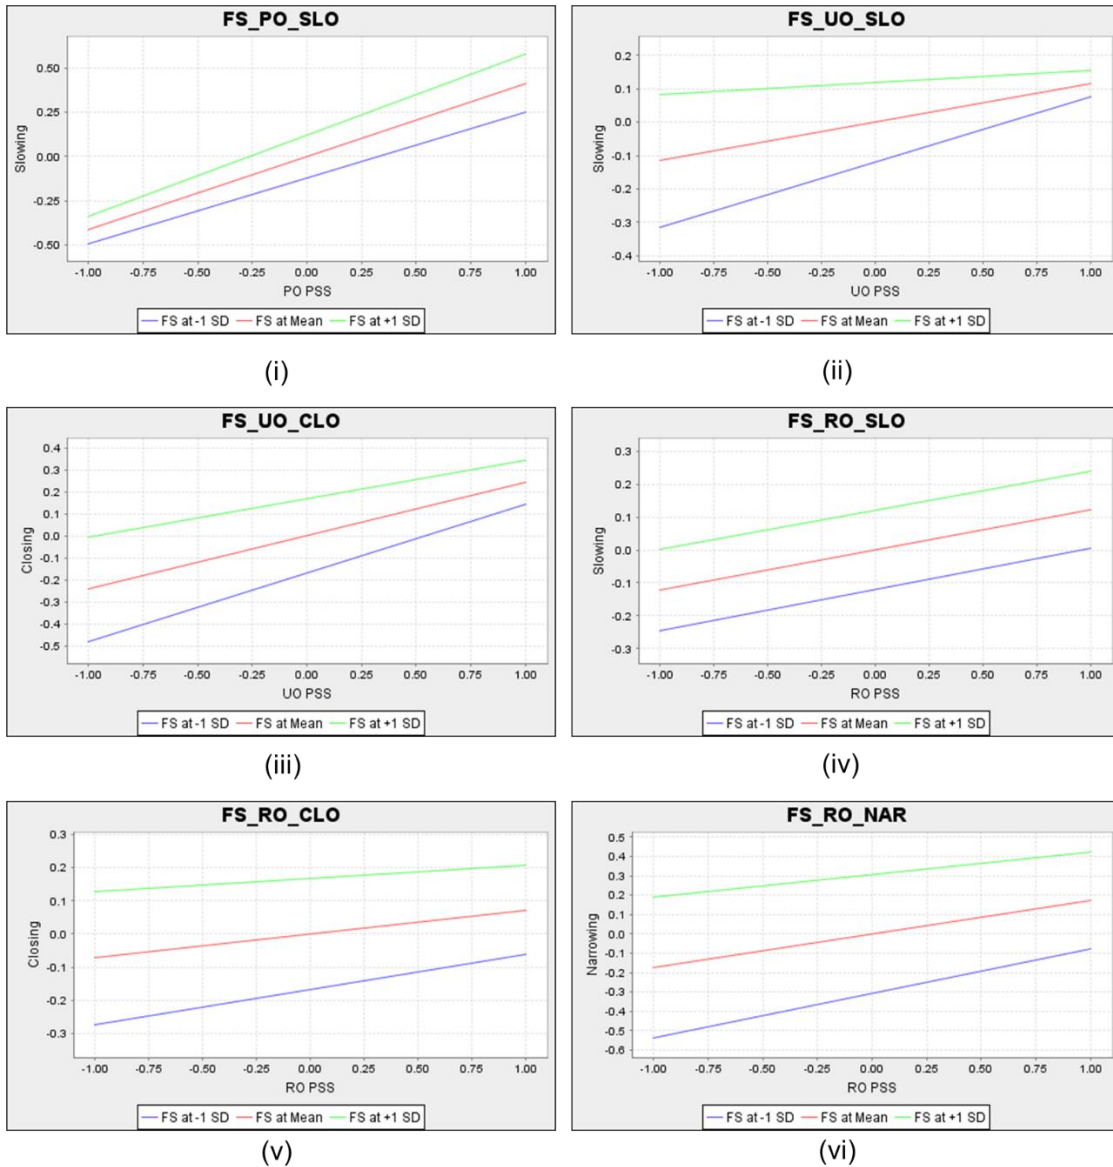 FS_PO_SLO
Slowing
0.50
0.25
0.00
-0.25
-0.50
-1.00 -0.75 -0.50 -0.25 0.00 0.25 0.50 0.75 1.00
PO PSS
FS at -1 SD FS at Mean FS at +1 SD
(i)
FS_UO_SLO
Slowing
0.2
0.1
0.0
-0.1
-0.2
-0.3
-0.4
-1.00 -0.75 -0.50 -0.25 0.00 0.25 0.50 0.75 1.00
UO PSS
FS at -1 SD FS at Mean FS at +1 SD
(ii)
FS_UO_CLO
Closing
0.4
0.3
0.2
0.1
0.0
-0.1
-0.2
-0.3
-0.4
-0.5
-1.00 -0.75 -0.50 -0.25 0.00 0.25 0.50 0.75 1.00
UO PSS
FS at -1 SD FS at Mean FS at +1 SD
(iii)
FS_RO_SLO
Slowing
0.3
0.2
0.1
0.0
-0.1
-0.2
-0.3
-1.00 -0.75 -0.50 -0.25 0.00 0.25 0.50 0.75 1.00
RO PSS
FS at -1 SD FS at Mean FS at +1 SD
(iv)
FS_RO_CLO
Closing
0.3
0.2
0.1
0.0
-0.1
-0.2
-0.3
-1.00 -0.75 -0.50 -0.25 0.00 0.25 0.50 0.75 1.00
RO PSS
FS at -1 SD FS at Mean FS at +1 SD
(v)
FS_RO_NAR
Narrowing
0.5
0.4
0.3
0.2
0.1
0.0
-0.1
-0.2
-0.3
-0.4
-0.5
-0.6
-1.00 -0.75 -0.50 -0.25 0.00 0.25 0.50 0.75 1.00
RO PSS
FS at -1 SD FS at Mean FS at +1 SD
(vi)